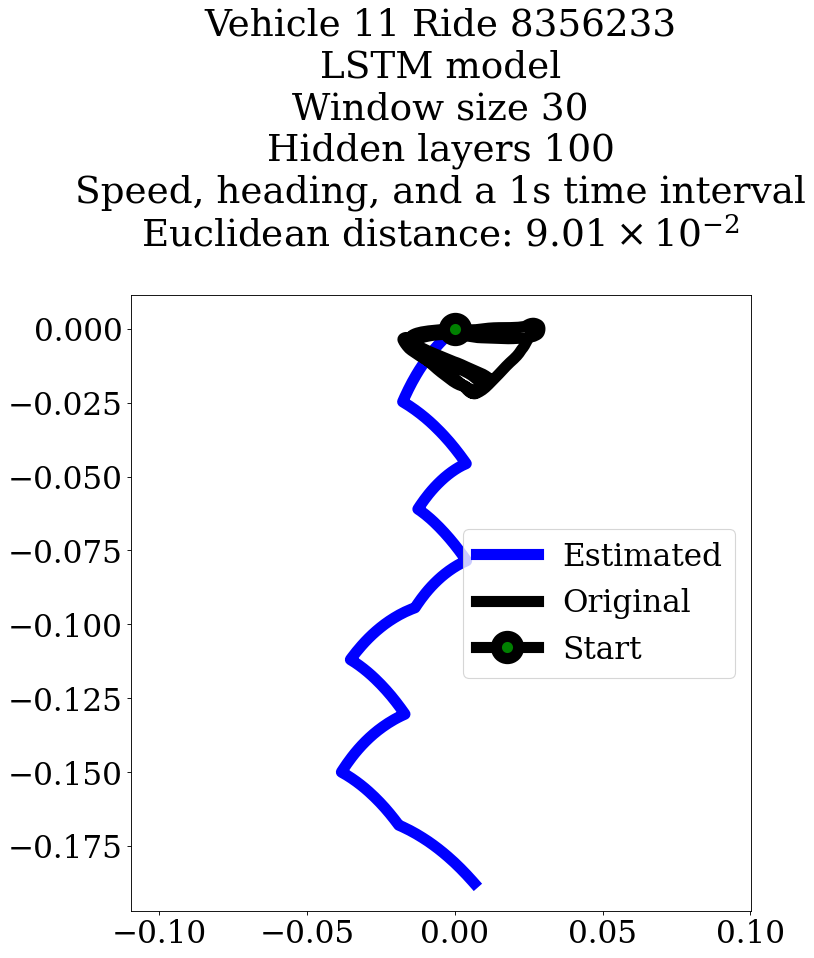 Vehicle 11 Ride 8356233
LSTM model
Window size 30
Hidden layers 100
Speed, heading, and a 1s time interval
Euclidean distance: 9.01 × 10⁻²
0.000
−0.025
−0.050
−0.075
−0.100
−0.125
−0.150
−0.175
Estimated
Original
Start
−0.10
−0.05
0.00
0.05
0.10